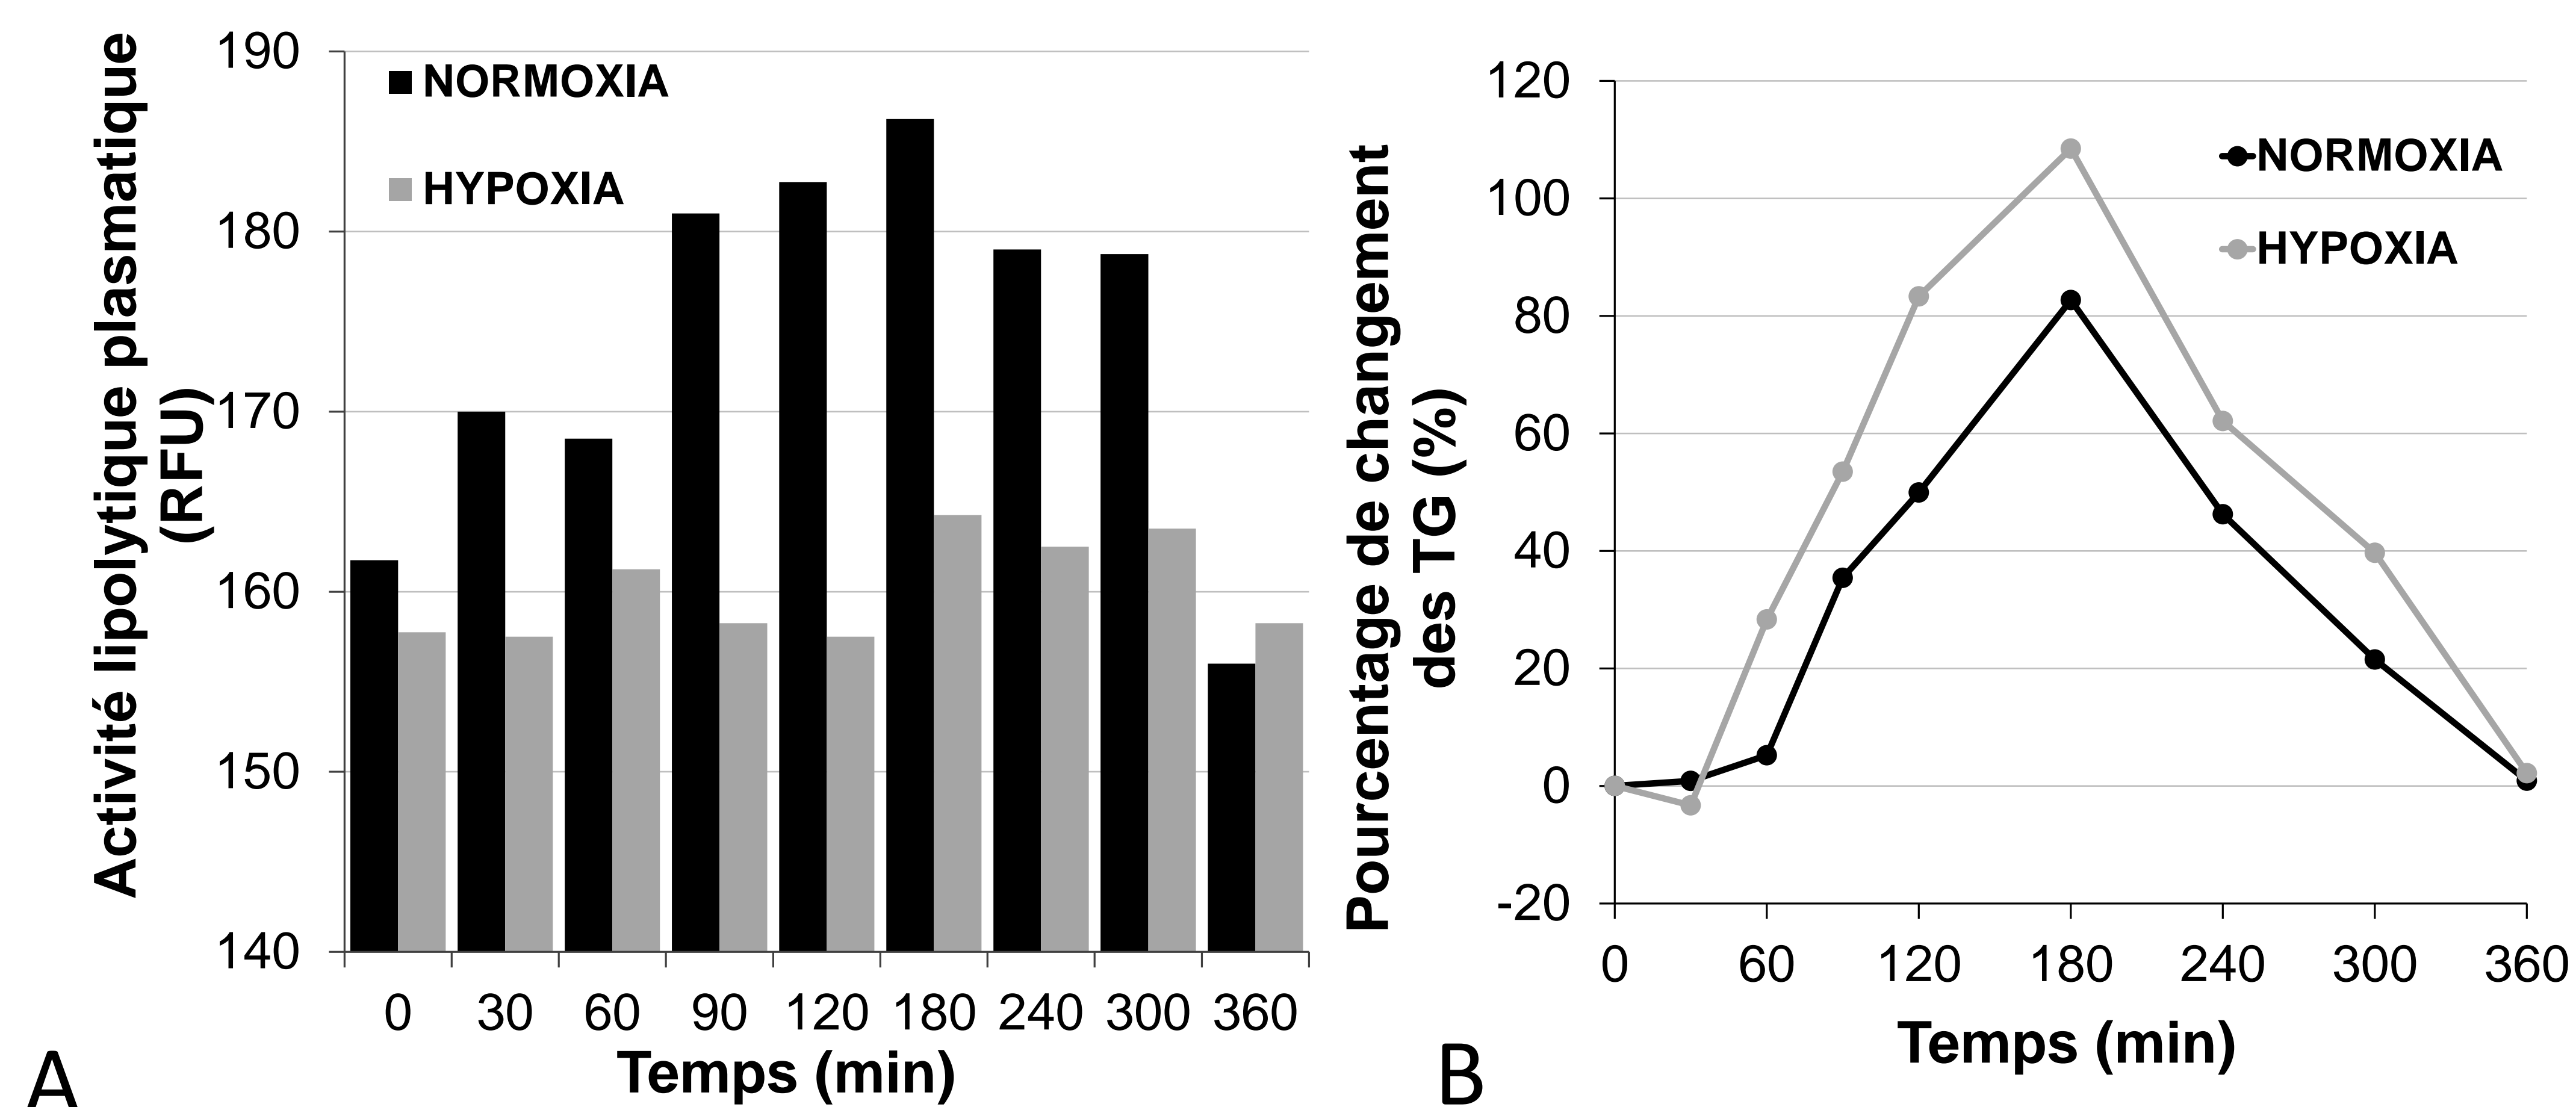 Activité lipolytique plasmatique
(RFU)
190
180
170
160
150
140
NORMOXIA
HYPOXIA
0 30 60 90 120 180 240 300 360
Temps (min)
A
Pourcentage de changement
des TG (%)
120
100
80
60
40
20
0
-20
NORMOXIA
HYPOXIA
0 60 120 180 240 300 360
Temps (min)
B